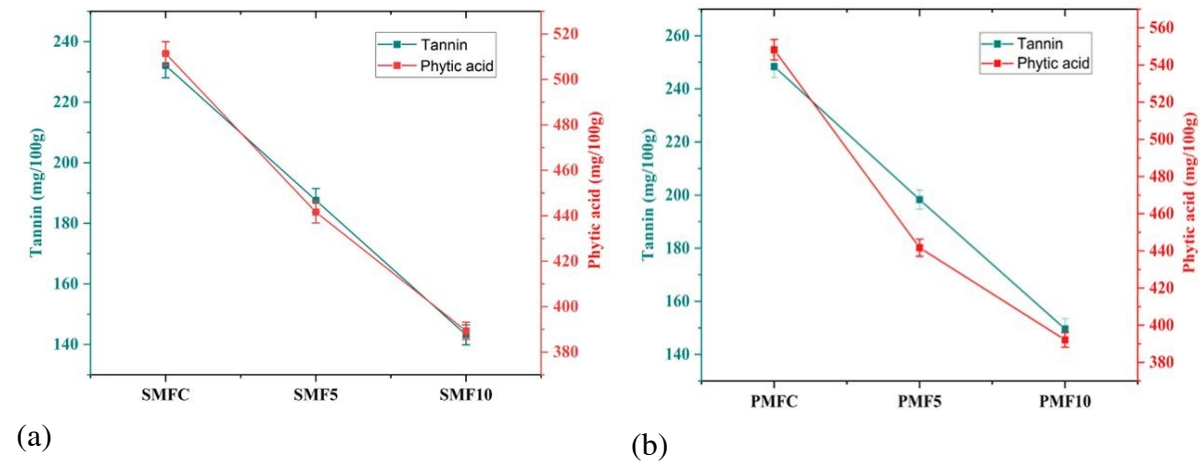 Tannin (mg/100g)
240
220
200
180
160
140
Tannin
Phytic acid
520
500
480
460
440
420
400
380
Phytic acid (mg/100g)
SMFC
SMF5
SMF10
(a)
Tannin (mg/100g)
260
240
220
200
180
160
140
Tannin
Phytic acid
560
540
520
500
480
460
440
420
400
380
360
Phytic acid (mg/100g)
PMFC
PMF5
PMF10
(b)